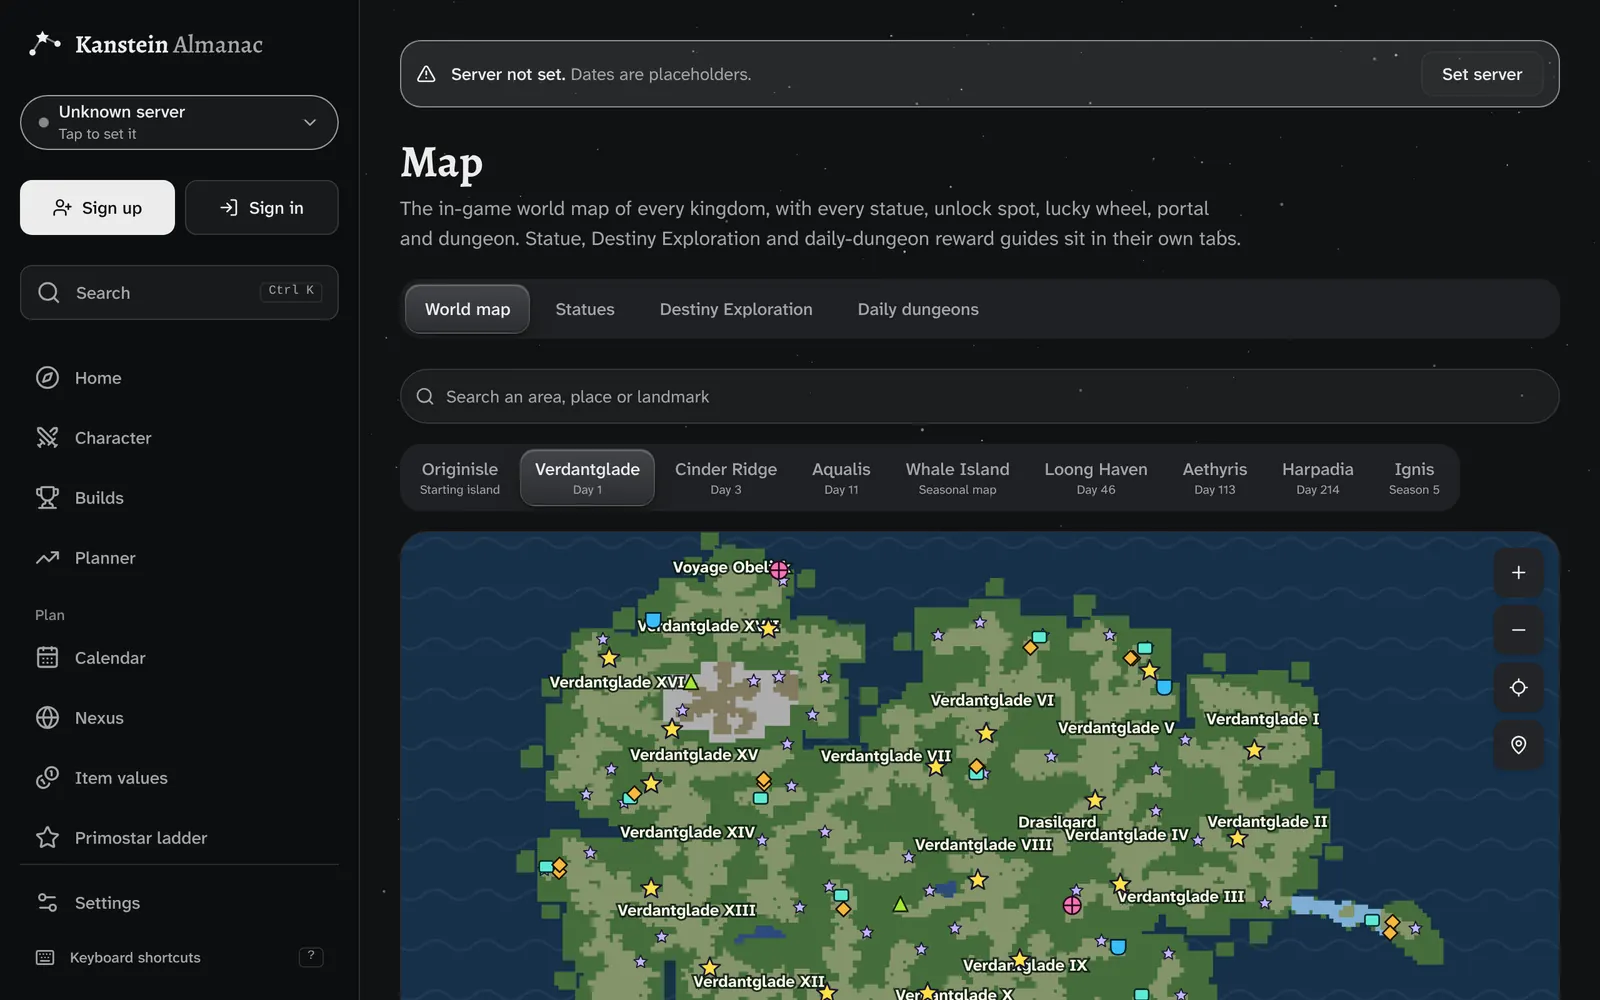 Kanstein Almanac
Unknown server
Tap to set it
Sign up
Sign in
Search
Ctrl K
Home
Character
Builds
Planner
Plan
Calendar
Nexus
Item values
Primostar ladder
Settings
Keyboard shortcuts
?
Server not set. Dates are placeholders.
Set server
Map
The in-game world map of every kingdom, with every statue, unlock spot, lucky wheel, portal
and dungeon. Statue, Destiny Exploration and daily-dungeon reward guides sit in their own tabs.
World map
Statues
Destiny Exploration
Daily dungeons
Search an area, place or landmark
Originisle
Starting island
Verdantglade
Day 1
Cinder Ridge
Day 3
Aqualis
Day 11
Whale Island
Seasonal map
Loong Haven
Day 46
Aethyris
Day 113
Harpadia
Day 214
Ignis
Season 5
Voyage
Verdantglade XVI
Verdantglade VI
Verdantglade I
Verdantglade V
Verdantglade XV
Verdantglade VII
Drasilgard
Verdantglade II
Verdantglade XIV
Verdantglade IV
Verdantglade VIII
Verdantglade III
Verdantglade XIII
Verdantglade IX
Verdantglade XII
Verdantglade X